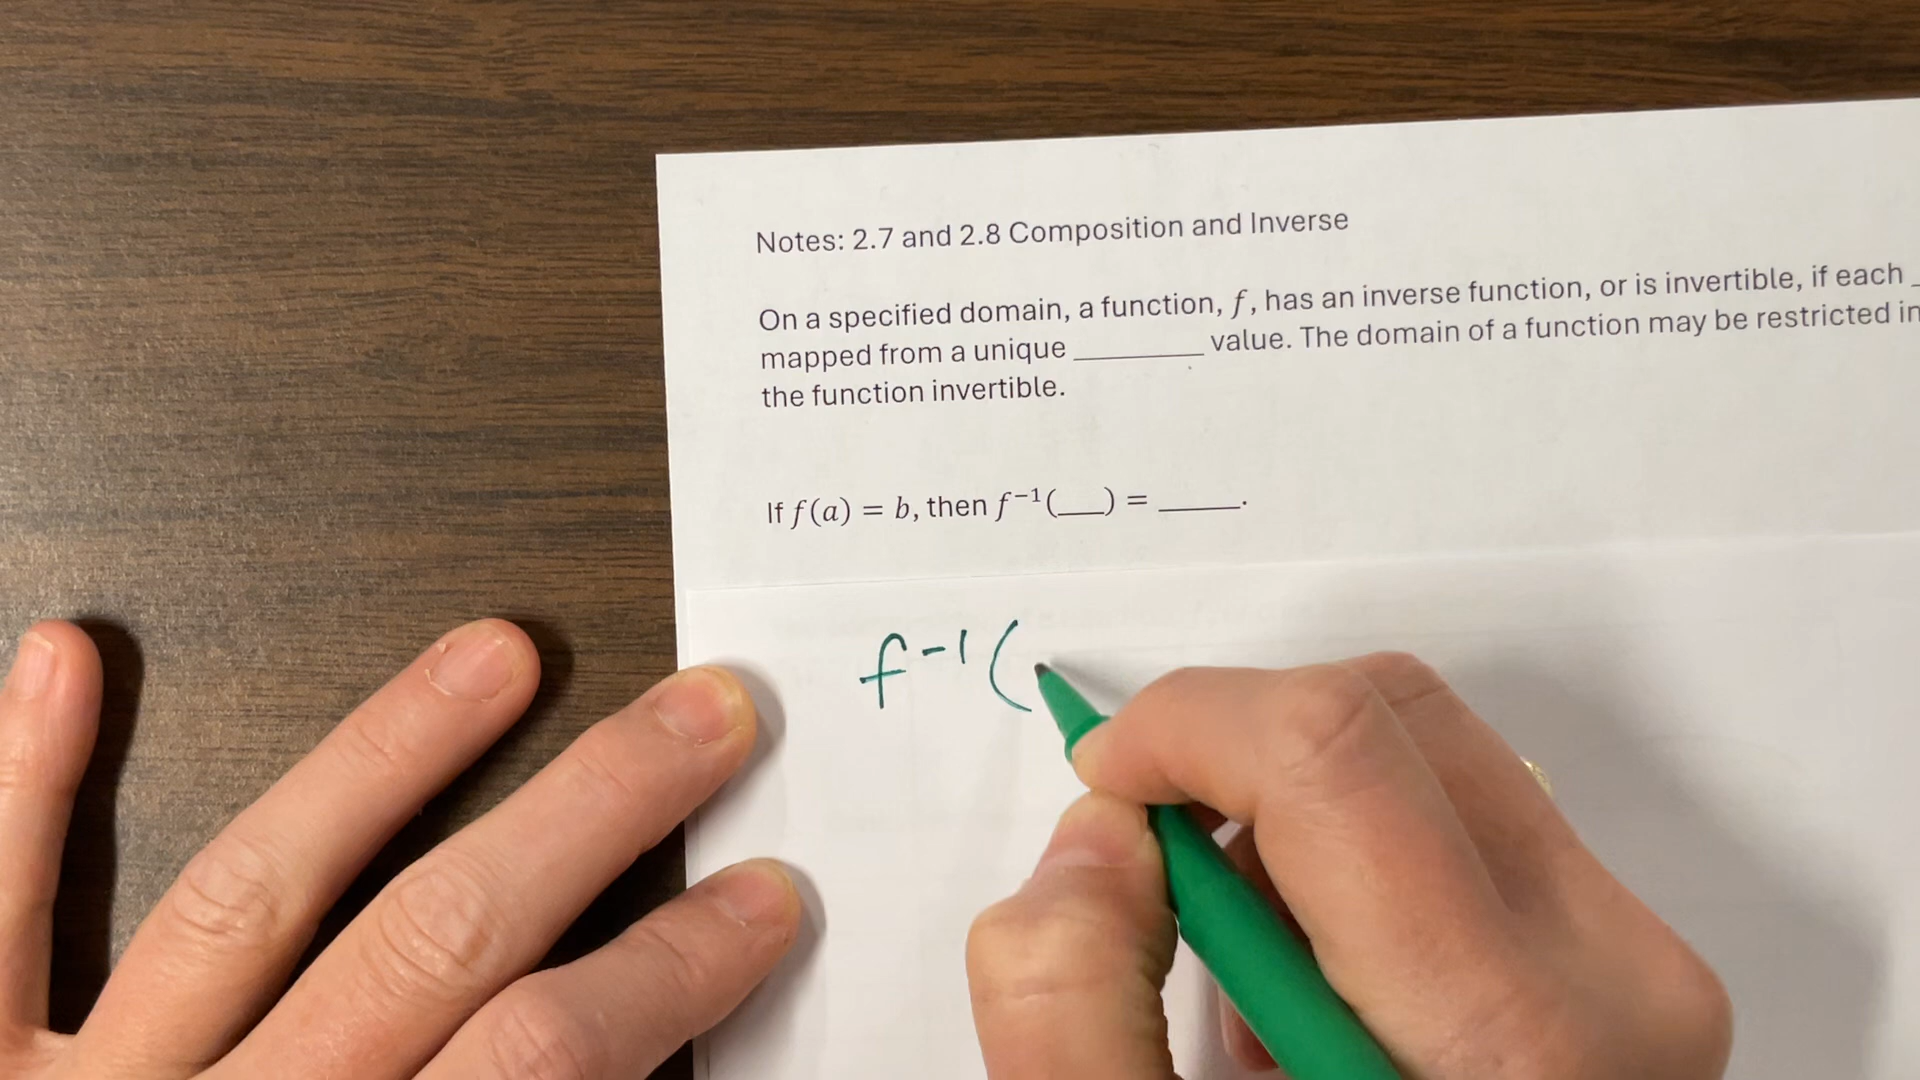 Notes: 2.7 and 2.8 Composition and Inverse
On a specified domain, a function, f, has an inverse function, or is invertible, if each _
mapped from a unique ________ value. The domain of a function may be restricted in
the function invertible.
If f(a) = b, then f⁻¹(__) = _____.
f⁻¹(